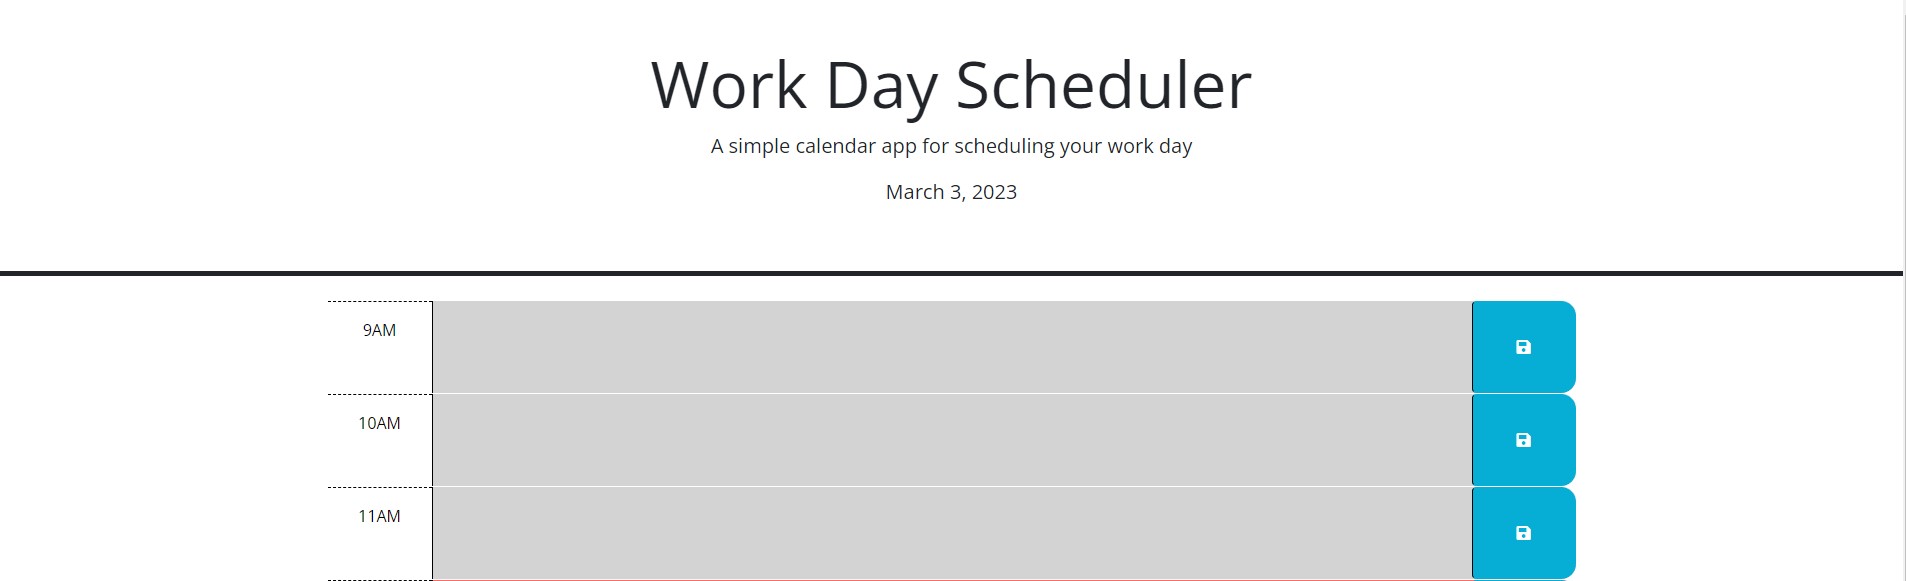 Work Day Scheduler
A simple calendar app for scheduling your work day
March 3, 2023
9AM
10AM
11AM